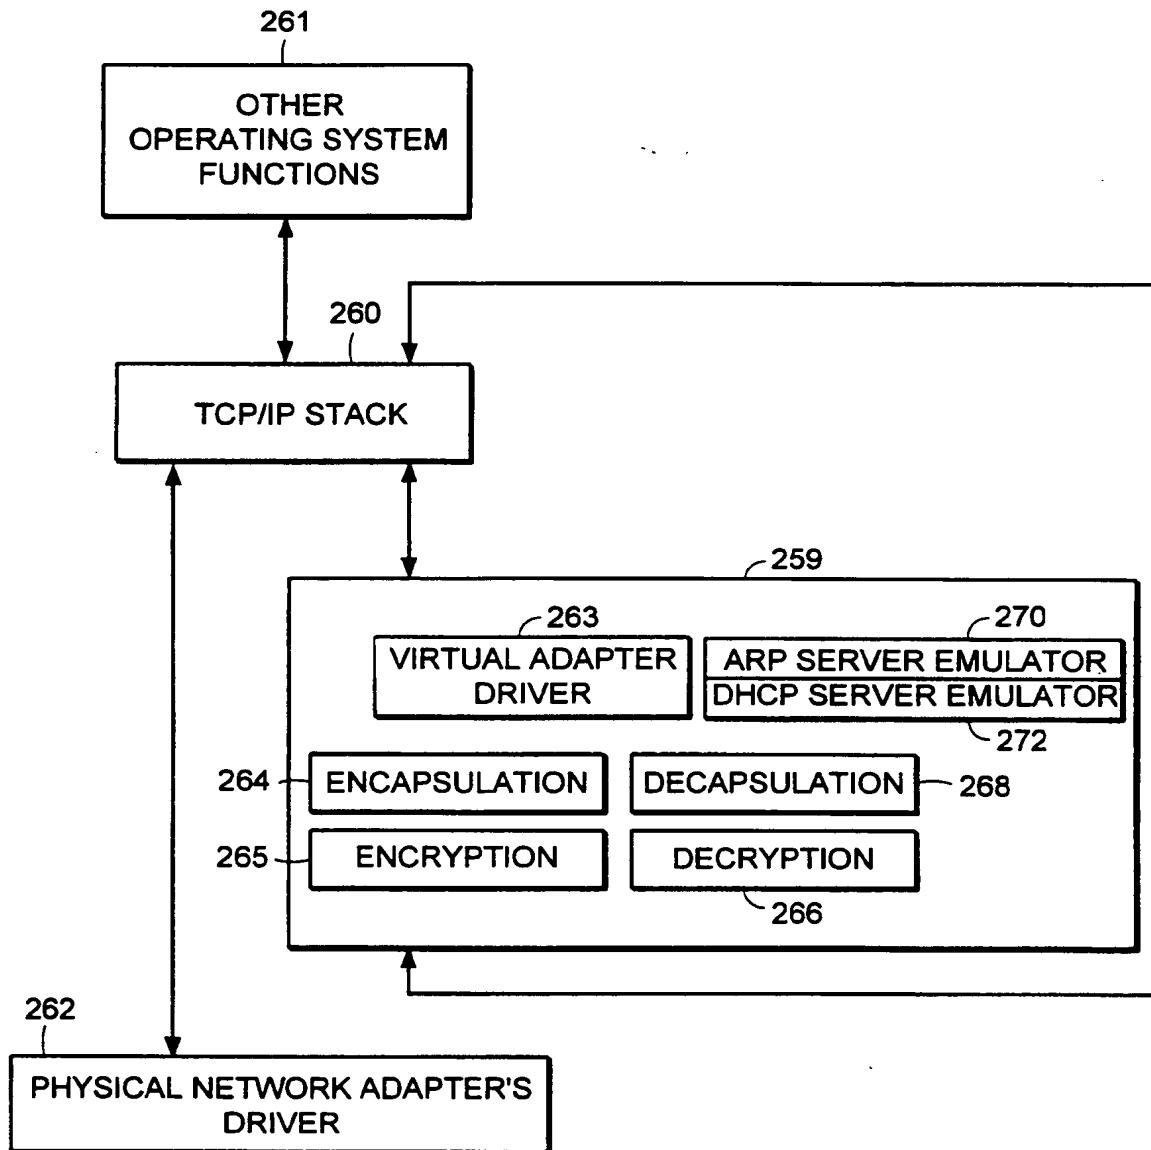 261
OTHER
OPERATING SYSTEM
FUNCTIONS
260
TCP/IP STACK
259
263
VIRTUAL ADAPTER
DRIVER
270
ARP SERVER EMULATOR
DHCP SERVER EMULATOR
272
264
ENCAPSULATION
DECAPSULATION
268
265
ENCRYPTION
DECRYPTION
266
262
PHYSICAL NETWORK ADAPTER'S
DRIVER